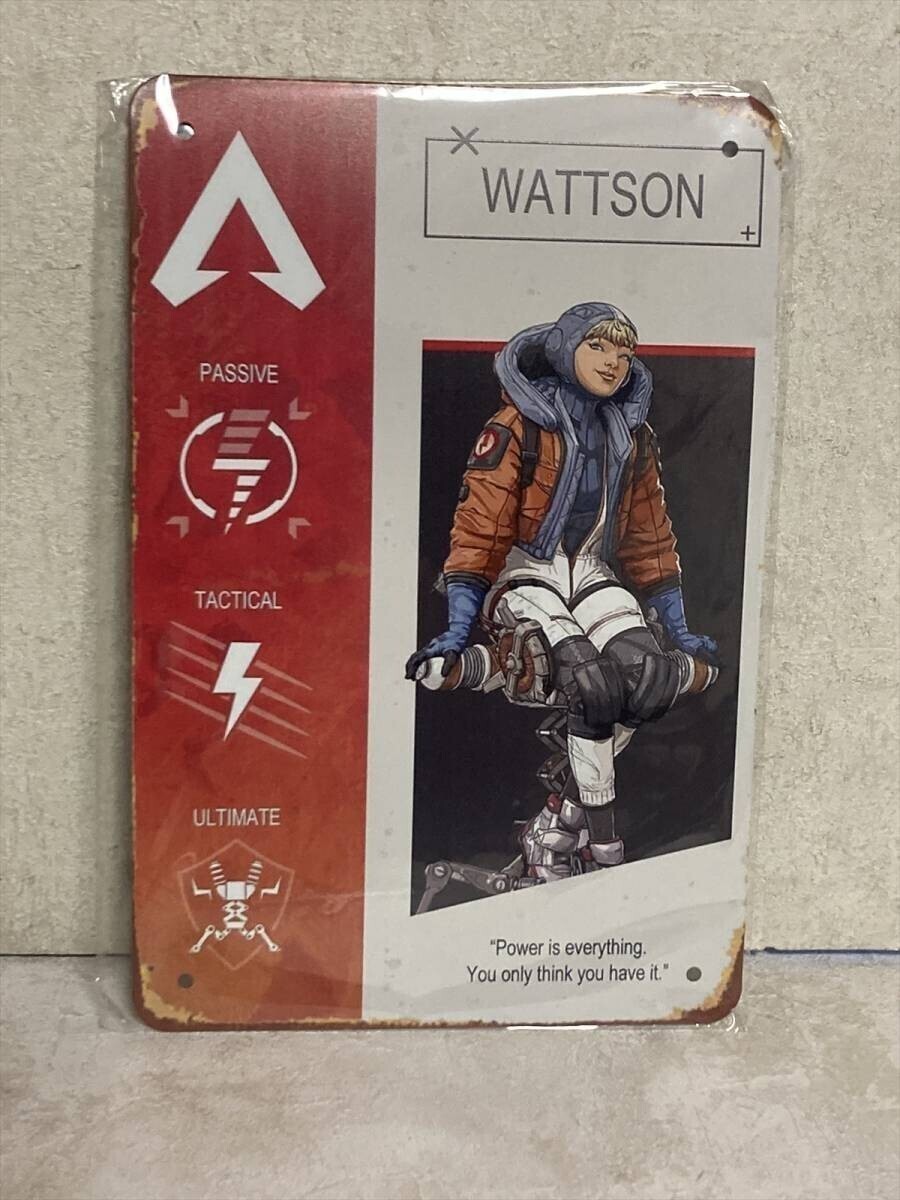 WATTSON
PASSIVE
TACTICAL
ULTIMATE
"Power is everything.
You only think you have it."